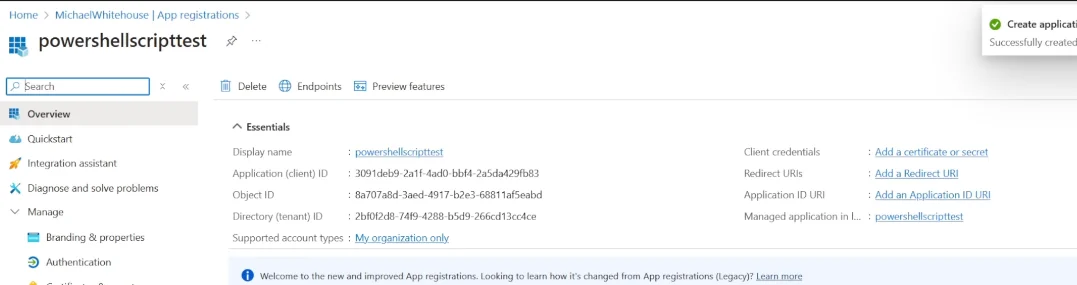 Home > MichaelWhitehouse | App registrations >
powershellscripttest
Create applicati
Successfully created
Search
Delete Endpoints Preview features
Overview
Quickstart
Integration assistant
Diagnose and solve problems
Manage
Branding & properties
Authentication
Essentials
Display name : powershellscripttest
Application (client) ID : 3091deb9-2a1f-4ad0-bbf4-2a5da429fb83
Object ID : 8a707a8d-3aed-4917-b2e3-68811af5eabd
Directory (tenant) ID : 2bf0f2d8-74f9-4288-b5d9-266cd13cc4ce
Supported account types : My organization only
Client credentials : Add a certificate or secret
Redirect URIs : Add a Redirect URI
Application ID URI : Add an Application ID URI
Managed application in l... : powershellscripttest
Welcome to the new and improved App registrations. Looking to learn how it's changed from App registrations (Legacy)? Learn more